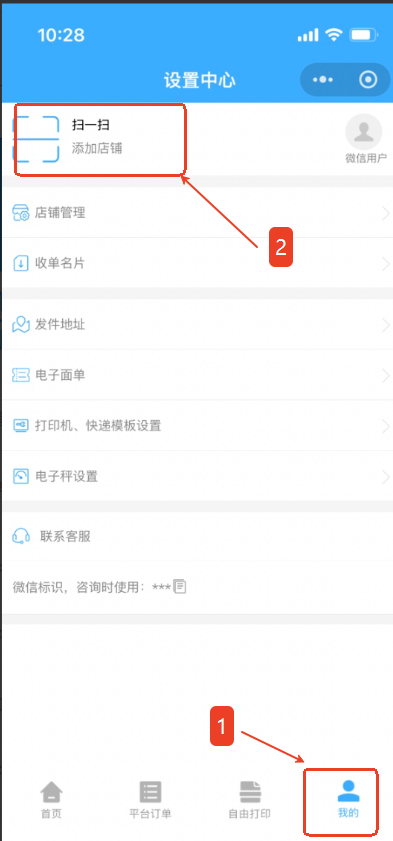 10:28
设置中心
扫一扫
添加店铺
微信用户
2
店铺管理
收单名片
发件地址
电子面单
打印机、快递模板设置
电子秤设置
联系客服
微信标识，咨询时使用：***
1
首页
平台订单
自由打印
我的